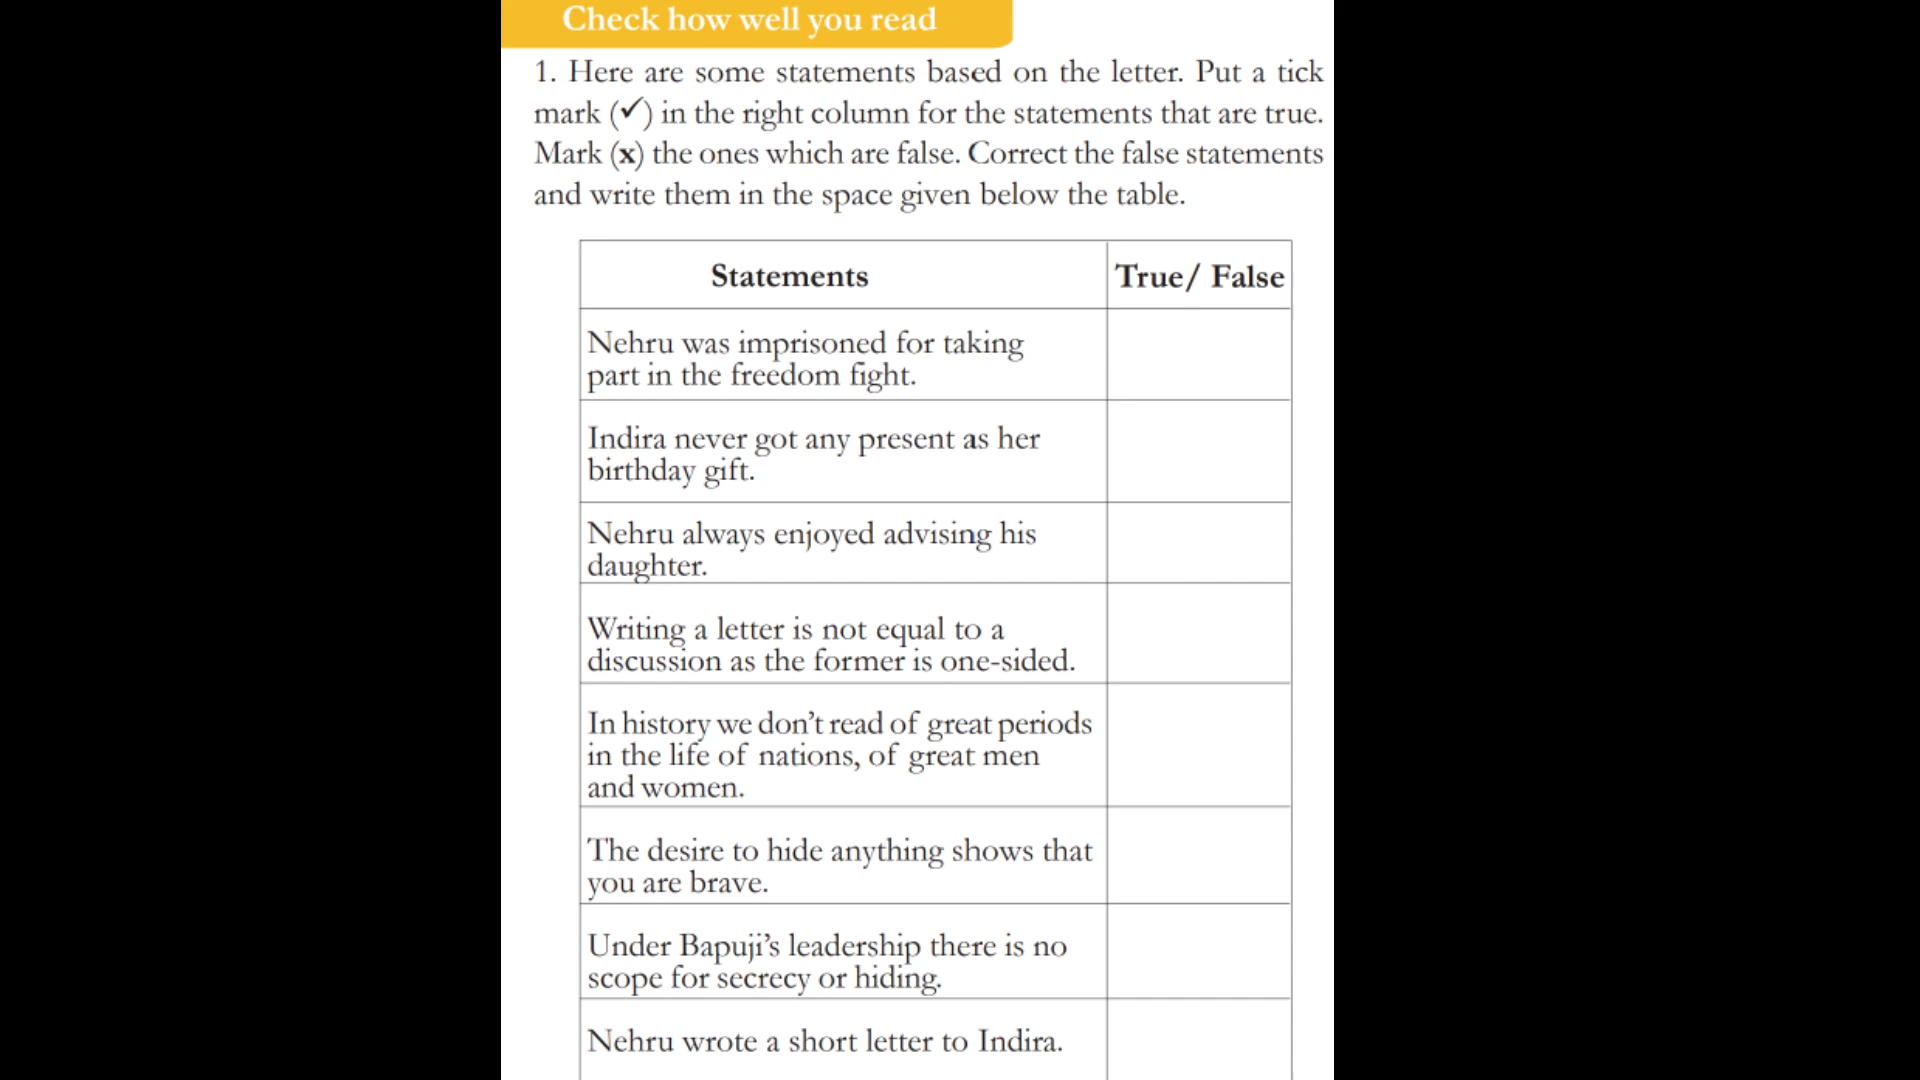 Check how well you read
1. Here are some statements based on the letter. Put a tick
mark (✓) in the right column for the statements that are true.
Mark (x) the ones which are false. Correct the false statements
and write them in the space given below the table.
Statements True/ False
Nehru was imprisoned for taking
part in the freedom fight.
Indira never got any present as her
birthday gift.
Nehru always enjoyed advising his
daughter.
Writing a letter is not equal to a
discussion as the former is one-sided.
In history we don't read of great periods
in the life of nations, of great men
and women.
The desire to hide anything shows that
you are brave.
Under Bapuji's leadership there is no
scope for secrecy or hiding.
Nehru wrote a short letter to Indira.